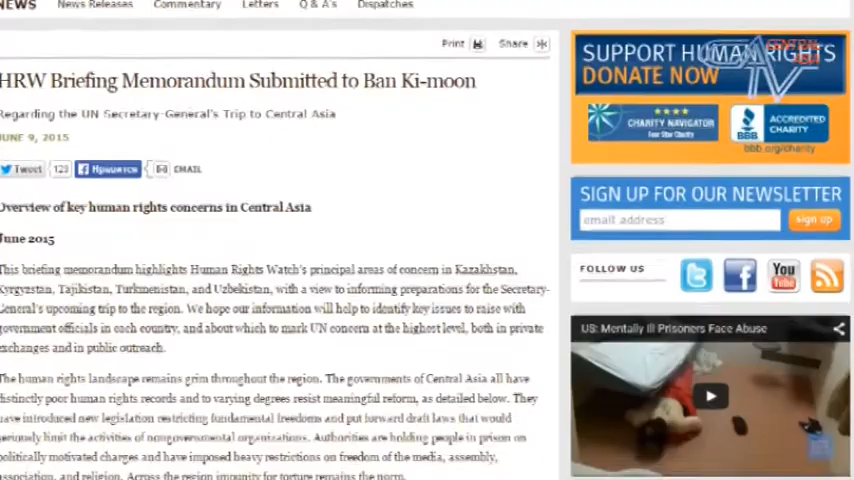 NEWS News Releases Commentary Letters Q & A's Dispatches
Print Share
HRW Briefing Memorandum Submitted to Ban Ki-moon
Regarding the UN Secretary-General's Trip to Central Asia
JUNE 9, 2015
Tweet 123 Нравится EMAIL
Overview of key human rights concerns in Central Asia
June 2015
This briefing memorandum highlights Human Rights Watch's principal areas of concern in Kazakhstan,
Kyrgyzstan, Tajikistan, Turkmenistan, and Uzbekistan, with a view to informing preparations for the Secretary-
General's upcoming trip to the region. We hope our information will help to identify key issues to raise with
government officials in each country, and about which to mark UN concern at the highest level, both in private
exchanges and in public outreach.
The human rights landscape remains grim throughout the region. The governments of Central Asia all have
distinctly poor human rights records and to varying degrees resist meaningful reform, as detailed below. They
have introduced new legislation restricting fundamental freedoms and put forward draft laws that would
seriously limit the activities of nongovernmental organizations. Authorities are holding people in prison on
politically motivated charges and have imposed heavy restrictions on freedom of the media, assembly,
association, and religion. Across the region impunity for torture remains the norm.
SUPPORT HUMAN RIGHTS
DONATE NOW
CENTRAL ASIA
TV
CHARITY NAVIGATOR
Four Star Charity
BBB
ACCREDITED
CHARITY
bbb.org/charity
SIGN UP FOR OUR NEWSLETTER
email address sign up
FOLLOW US
You
Tube
US: Mentally Ill Prisoners Face Abuse